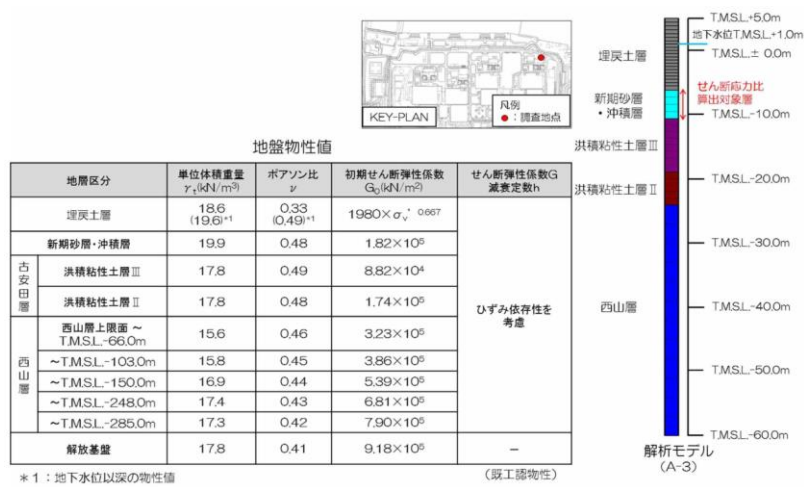 KEY-PLAN
凡例
●：調査地点
地盤物性値
地層区分 単位体積重量 γt(kN/m³) ポアソン比 ν 初期せん断弾性係数 G₀(kN/m²) せん断弾性係数G 減衰定数h
埋戻土層 18.6 (19.6)*1 0.33 (0.49)*1 1980×σv' 0.667
新期砂層・沖積層 19.9 0.48 1.82×10⁵
古安田層
洪積粘性土層Ⅲ 17.8 0.49 8.82×10⁴
洪積粘性土層Ⅱ 17.8 0.48 1.74×10⁵
ひずみ依存性を
考慮
西山層
西山層上限面 ～ T.M.S.L.-66.0m 15.6 0.46 3.23×10⁵
～T.M.S.L.-103.0m 15.8 0.45 3.86×10⁵
～T.M.S.L.-150.0m 16.9 0.44 5.39×10⁵
～T.M.S.L.-248.0m 17.4 0.43 6.81×10⁵
～T.M.S.L.-285.0m 17.3 0.42 7.90×10⁵
解放基盤 17.8 0.41 9.18×10⁵ －
＊1：地下水位以深の物性値
(既工認物性)
T.M.S.L.+5.0m
地下水位T.M.S.L.+1.0m
T.M.S.L.± 0.0m
埋戻土層
せん断応力比
算出対象層
新期砂層
・沖積層
T.M.S.L.-10.0m
洪積粘性土層Ⅲ
T.M.S.L.-20.0m
洪積粘性土層Ⅱ
T.M.S.L.-30.0m
西山層
T.M.S.L.-40.0m
T.M.S.L.-50.0m
T.M.S.L.-60.0m
解析モデル
(A-3)